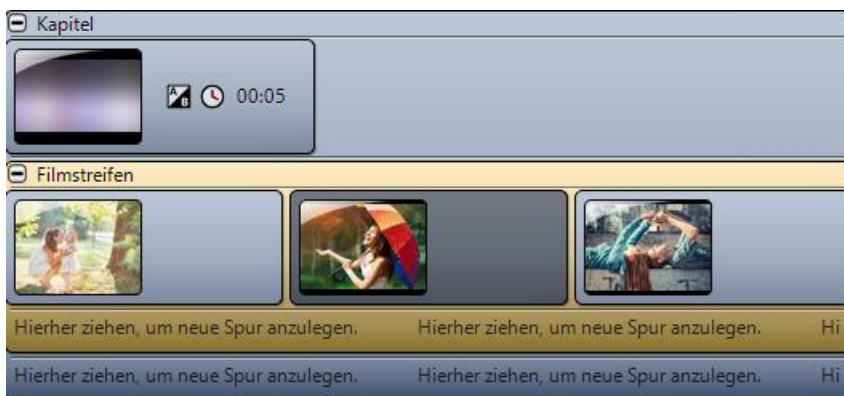 Kapitel
A B 00:05
Filmstreifen
Hierher ziehen, um neue Spur anzulegen. Hierher ziehen, um neue Spur anzulegen. Hi
Hierher ziehen, um neue Spur anzulegen. Hierher ziehen, um neue Spur anzulegen. Hi